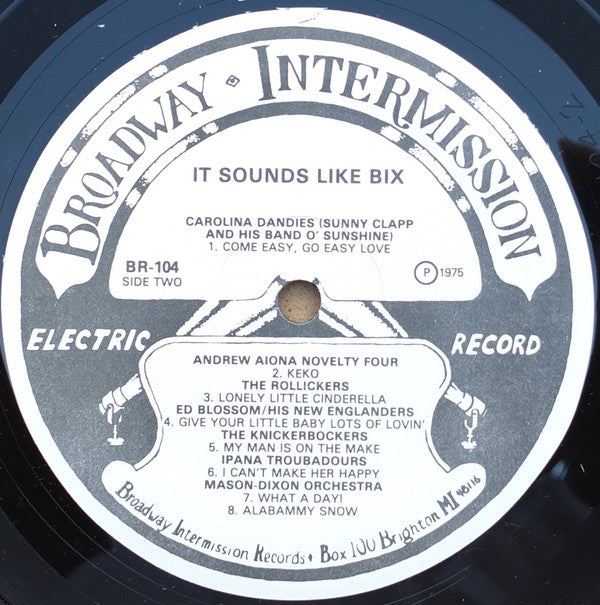 BROADWAY · INTERMISSION
IT SOUNDS LIKE BIX
CAROLINA DANDIES (SUNNY CLAPP
AND HIS BAND O' SUNSHINE)
1. COME EASY, GO EASY LOVE
BR-104
SIDE TWO
Ⓟ 1975
ELECTRIC RECORD
ANDREW AIONA NOVELTY FOUR
2. KEKO
THE ROLLICKERS
3. LONELY LITTLE CINDERELLA
ED BLOSSOM/HIS NEW ENGLANDERS
4. GIVE YOUR LITTLE BABY LOTS OF LOVIN'
THE KNICKERBOCKERS
5. MY MAN IS ON THE MAKE
IPANA TROUBADOURS
6. I CAN'T MAKE HER HAPPY
MASON-DIXON ORCHESTRA
7. WHAT A DAY!
8. ALABAMMY SNOW
Broadway Intermission Records • Box 100 Brighton MI 48116